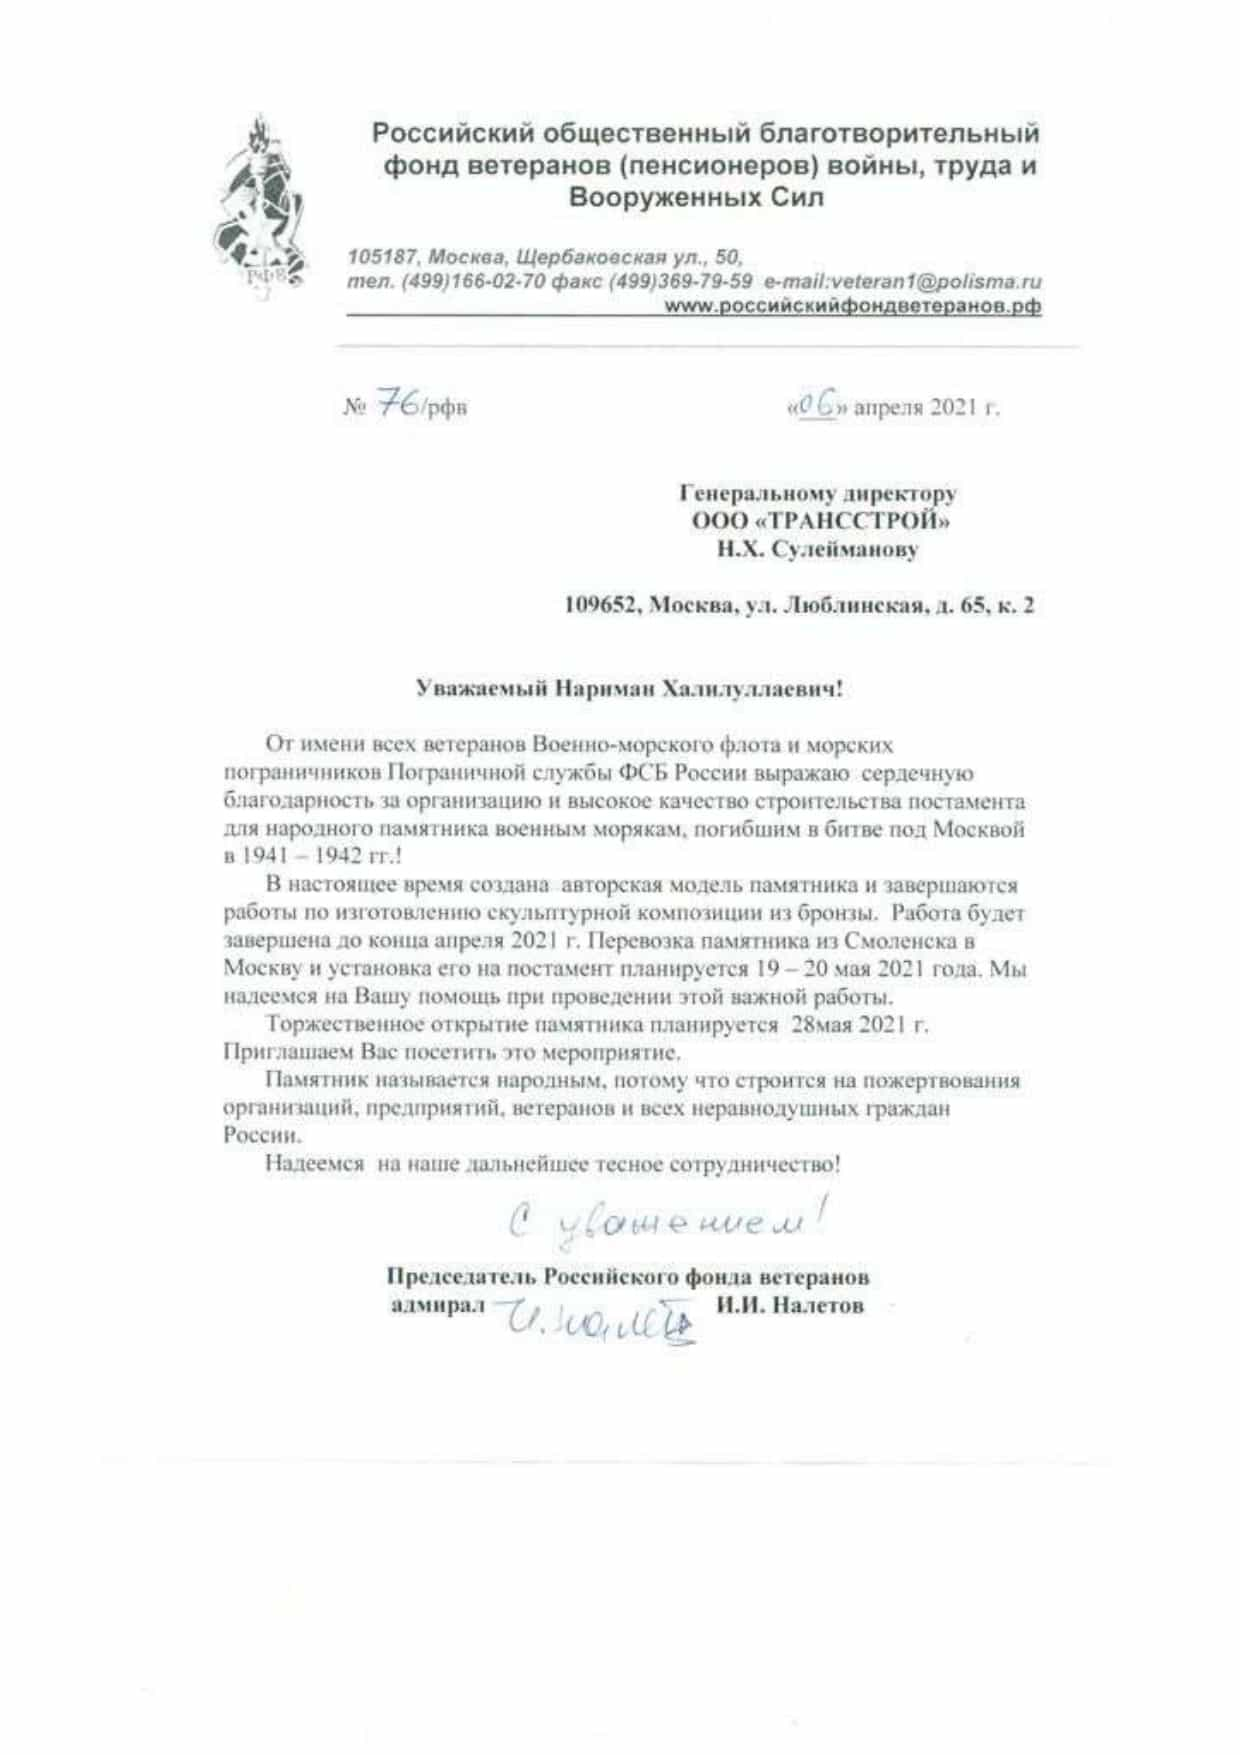 Российский общественный благотворительный
фонд ветеранов (пенсионеров) войны, труда и
Вооруженных Сил
РФВ
105187, Москва, Щербаковская ул., 50,
тел. (499)166-02-70 факс (499)369-79-59 e-mail:veteran1@polisma.ru
www.российскийфондветеранов.рф
№ 76/рфв «06» апреля 2021 г.
Генеральному директору
ООО «ТРАНССТРОЙ»
Н.Х. Сулейманову
109652, Москва, ул. Люблинская, д. 65, к. 2
Уважаемый Нариман Халилуллаевич!
От имени всех ветеранов Военно-морского флота и морских
пограничников Пограничной службы ФСБ России выражаю сердечную
благодарность за организацию и высокое качество строительства постамента
для народного памятника военным морякам, погибшим в битве под Москвой
в 1941 – 1942 гг.!
В настоящее время создана авторская модель памятника и завершаются
работы по изготовлению скульптурной композиции из бронзы. Работа будет
завершена до конца апреля 2021 г. Перевозка памятника из Смоленска в
Москву и установка его на постамент планируется 19 – 20 мая 2021 года. Мы
надеемся на Вашу помощь при проведении этой важной работы.
Торжественное открытие памятника планируется 28мая 2021 г.
Приглашаем Вас посетить это мероприятие.
Памятник называется народным, потому что строится на пожертвования
организаций, предприятий, ветеранов и всех неравнодушных граждан
России.
Надеемся на наше дальнейшее тесное сотрудничество!
С уважением!
Председатель Российского фонда ветеранов
адмирал И.Налетов И.И. Налетов